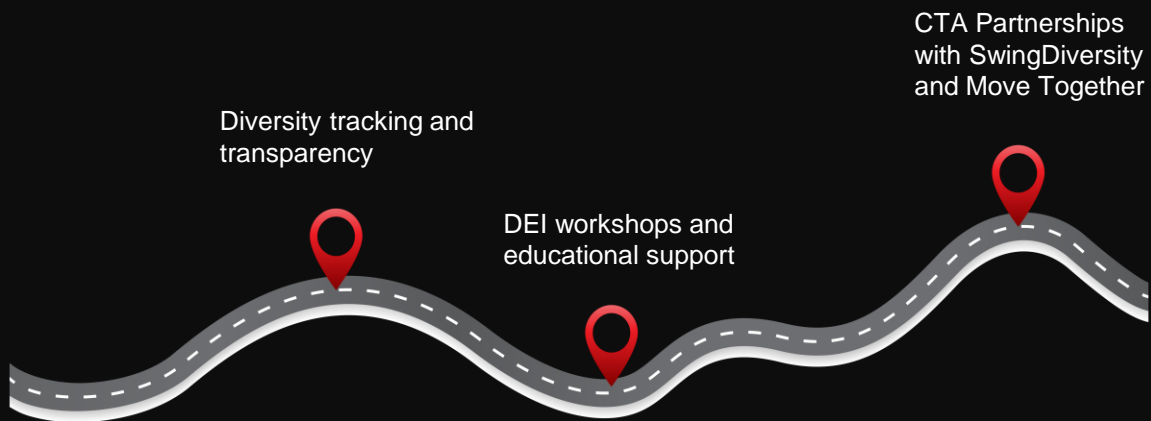 Diversity tracking and
transparency
DEI workshops and
educational support
CTA Partnerships
with SwingDiversity
and Move Together